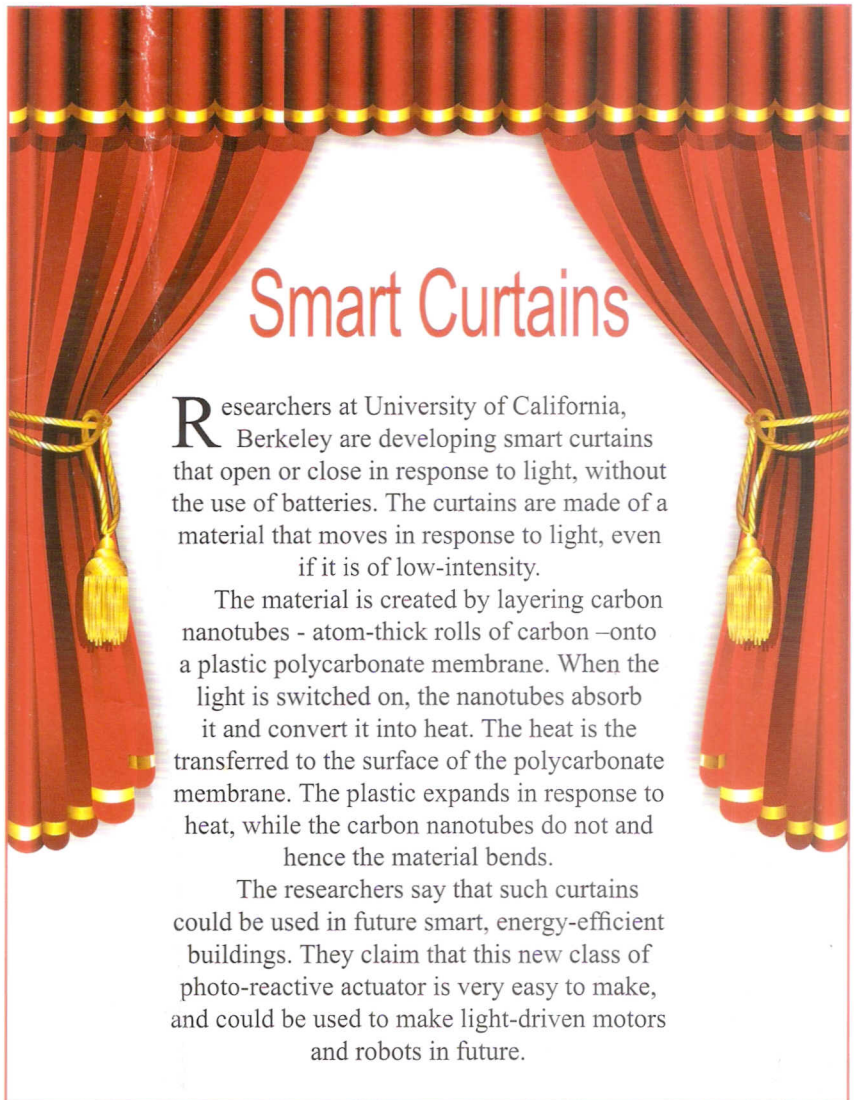 Smart Curtains
Researchers at University of California,
Berkeley are developing smart curtains
that open or close in response to light, without
the use of batteries. The curtains are made of a
material that moves in response to light, even
if it is of low-intensity.
The material is created by layering carbon
nanotubes - atom-thick rolls of carbon –onto
a plastic polycarbonate membrane. When the
light is switched on, the nanotubes absorb
it and convert it into heat. The heat is the
transferred to the surface of the polycarbonate
membrane. The plastic expands in response to
heat, while the carbon nanotubes do not and
hence the material bends.
The researchers say that such curtains
could be used in future smart, energy-efficient
buildings. They claim that this new class of
photo-reactive actuator is very easy to make,
and could be used to make light-driven motors
and robots in future.